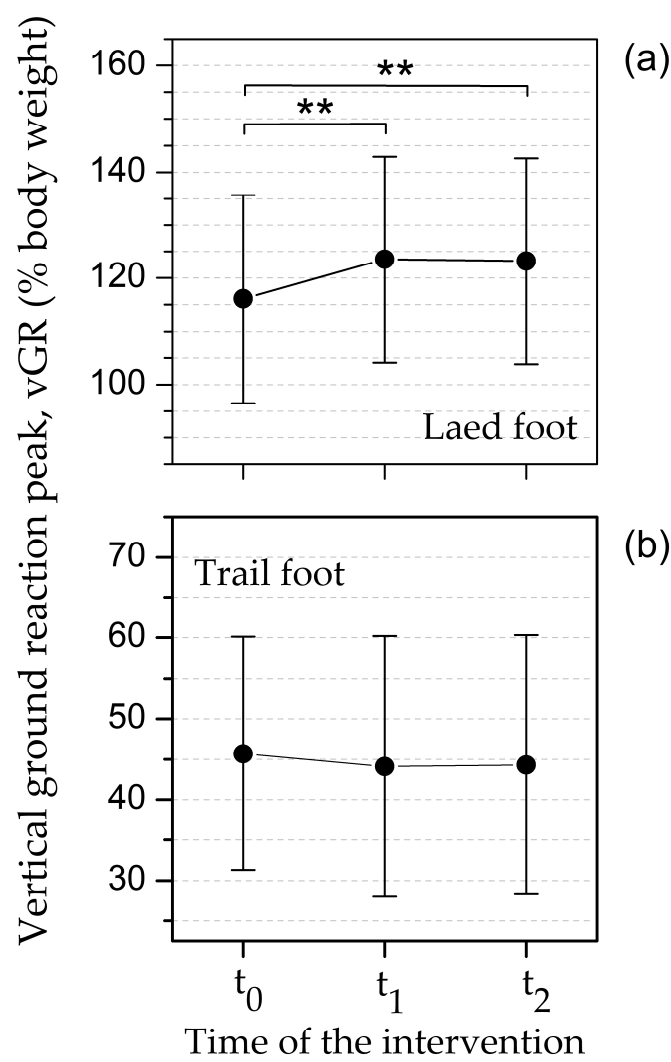 Vertical ground reaction peak, vGR (% body weight)
(a)
160
140
120
100
**
**
Laed foot
(b)
70
60
50
40
30
Trail foot
t0 t1 t2
Time of the intervention